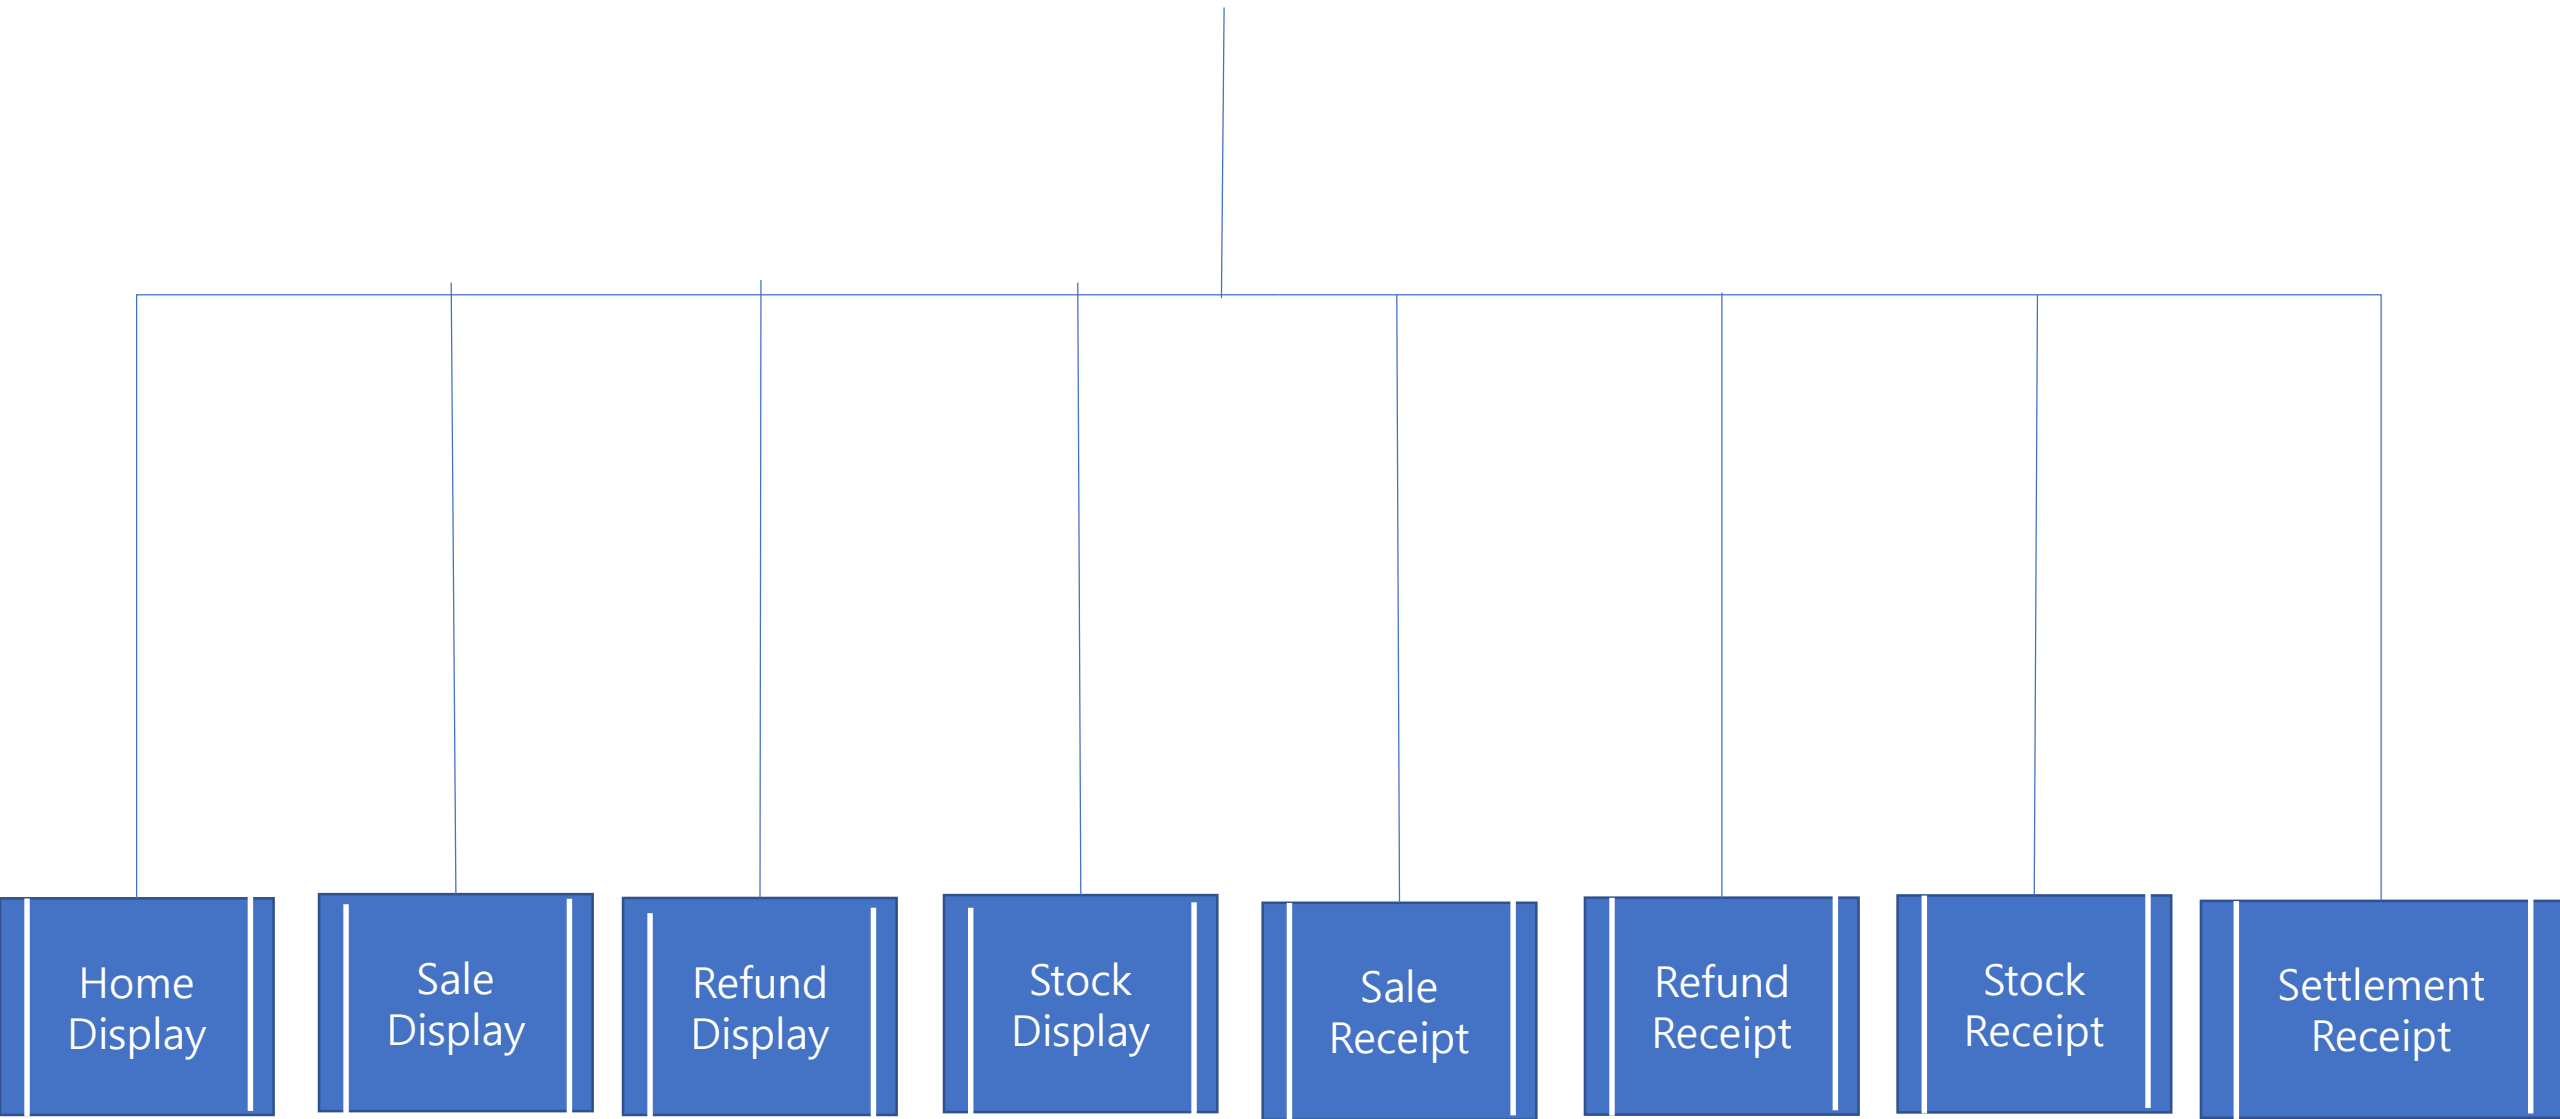 Home
Display
Sale
Display
Refund
Display
Stock
Display
Sale
Receipt
Refund
Receipt
Stock
Receipt
Settlement
Receipt